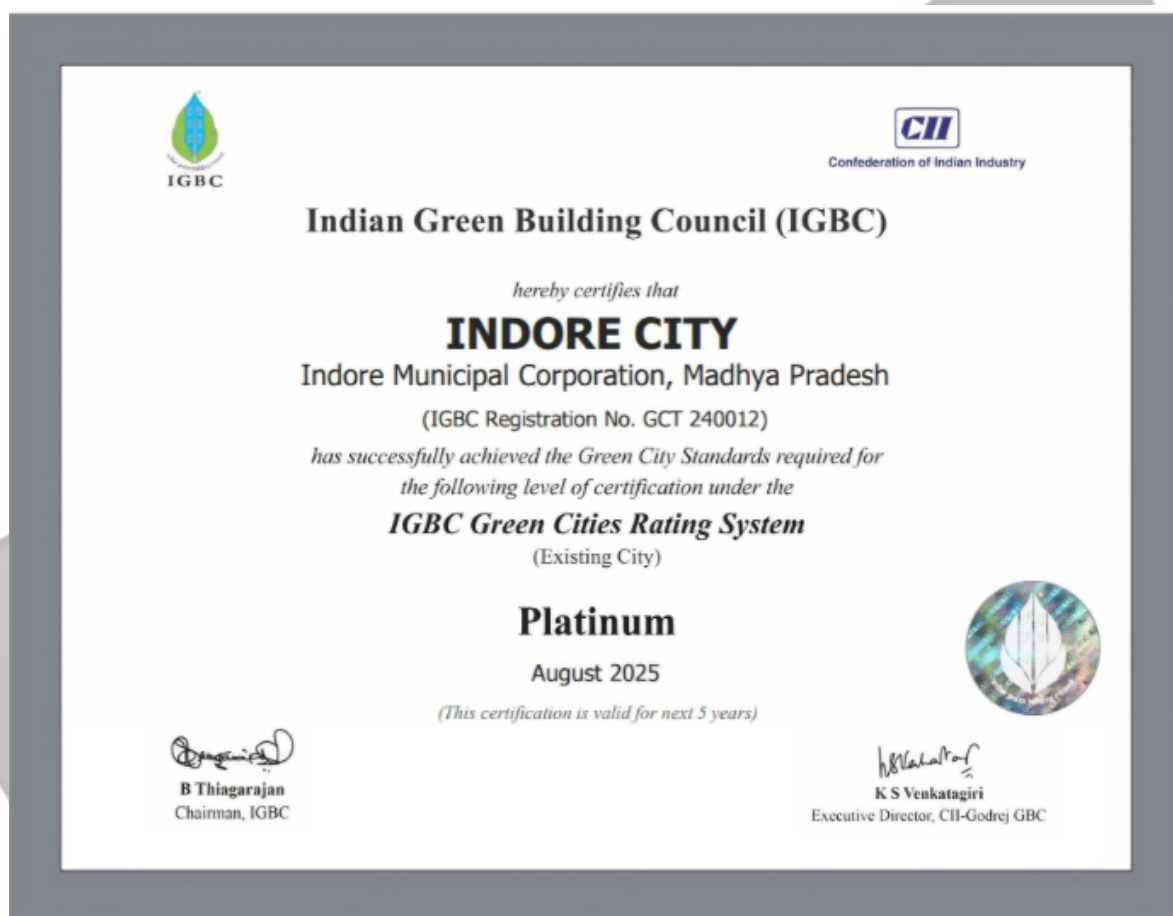 IGBC
CII
Confederation of Indian Industry
Indian Green Building Council (IGBC)
hereby certifies that
INDORE CITY
Indore Municipal Corporation, Madhya Pradesh
(IGBC Registration No. GCT 240012)
has successfully achieved the Green City Standards required for
the following level of certification under the
IGBC Green Cities Rating System
(Existing City)
Platinum
August 2025
(This certification is valid for next 5 years)
B Thiagarajan
Chairman, IGBC
K S Venkatagiri
Executive Director, CII-Godrej GBC